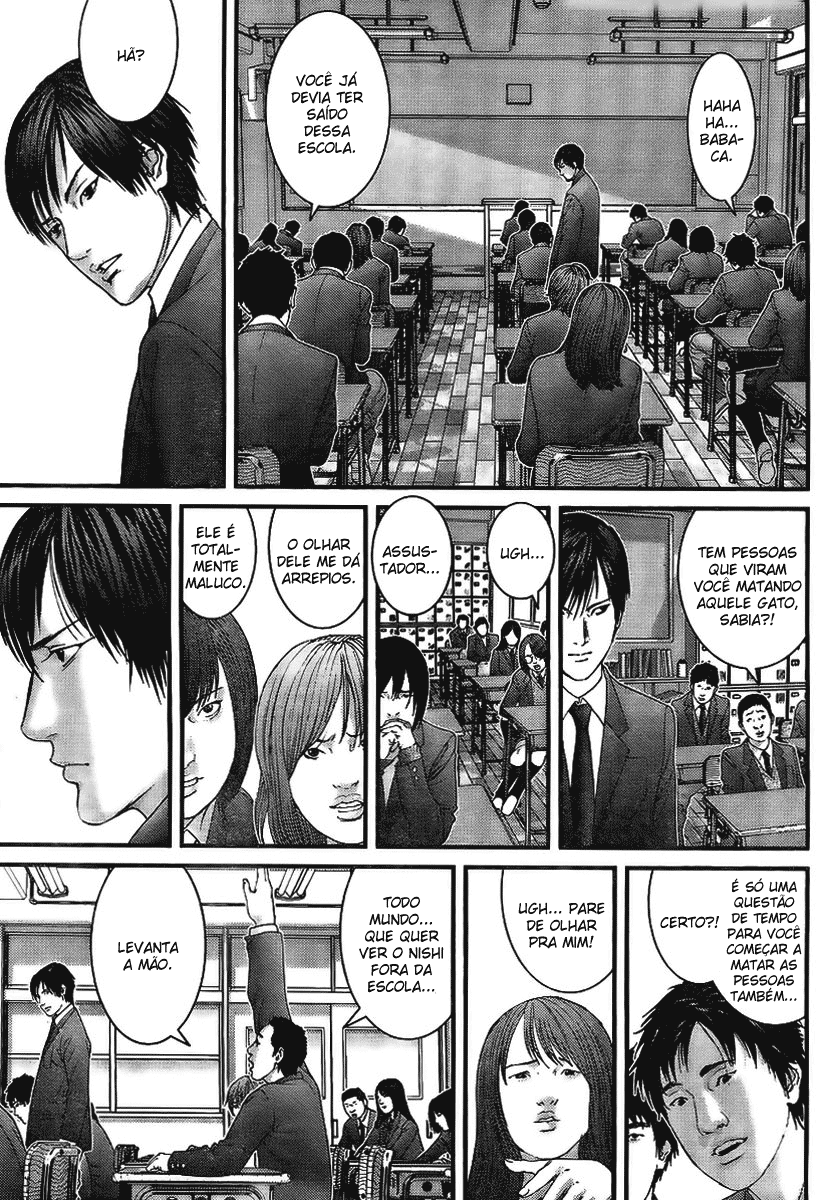 HAHA
HA...
BABA-
CA.
VOCÊ JÁ
DEVIA TER
SAÍDO
DESSA
ESCOLA.
HÃ?
TEM PESSOAS
QUE VIRAM
VOCÊ MATANDO
AQUELE GATO,
SABIA?!
UGH...
ASSUS-
TADOR...
O OLHAR
DELE ME DÁ
ARREPIOS.
ELE É
TOTAL-
MENTE
MALUCO.
É SÓ UMA
QUESTÃO
DE TEMPO
PARA VOCÊ
COMEÇAR A
MATAR AS
PESSOAS
TAMBÉM...
CERTO?!
UGH... PARE
DE OLHAR
PRA MIM!
TODO
MUNDO...
QUE QUER
VER O NISHI
FORA DA
ESCOLA...
LEVANTA
A MÃO.